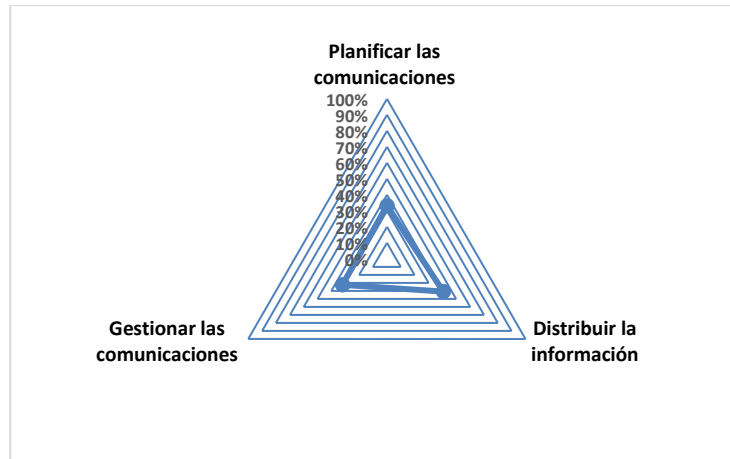 Planificar las
comunicaciones
100%
90%
80%
70%
60%
50%
40%
30%
20%
10%
0%
Gestionar las
comunicaciones
Distribuir la
información